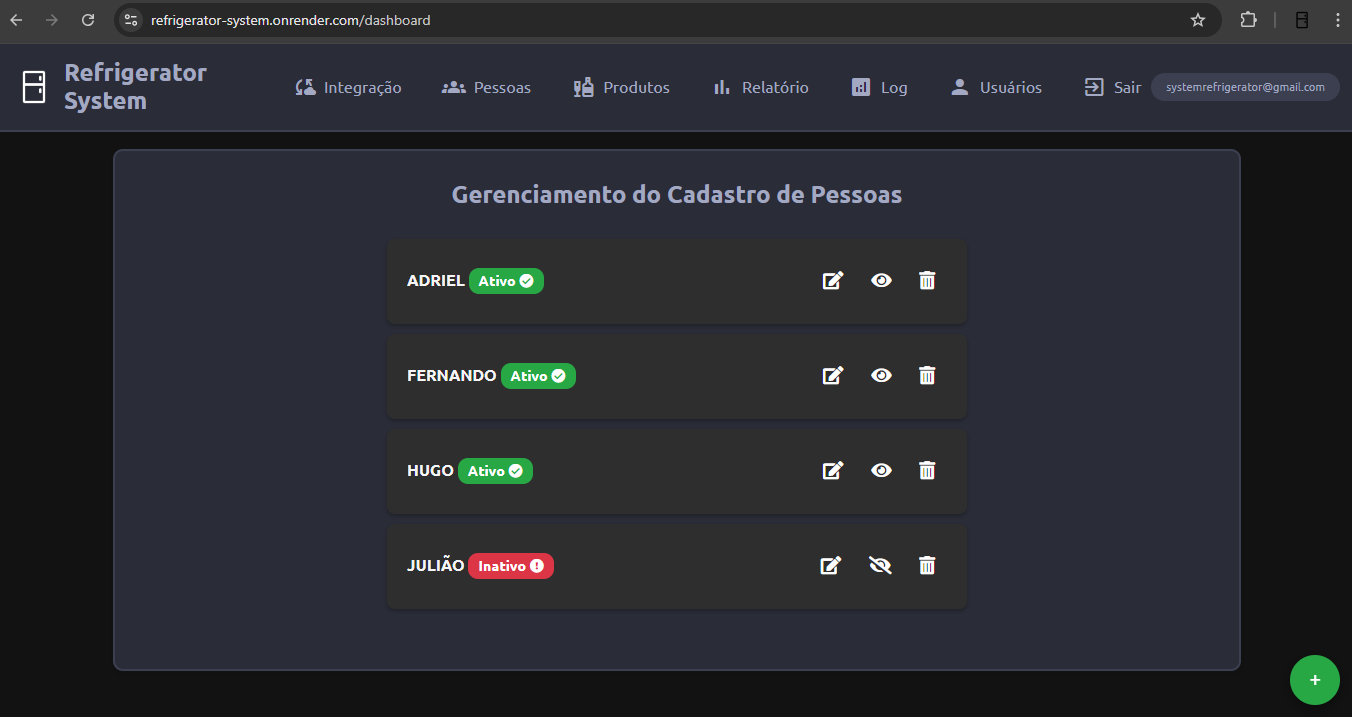 refrigerator-system.onrender.com/dashboard
Refrigerator
System
Integração
Pessoas
Produtos
Relatório
Log
Usuários
Sair
systemrefrigerator@gmail.com
Gerenciamento do Cadastro de Pessoas
ADRIEL Ativo
FERNANDO Ativo
HUGO Ativo
JULIÃO Inativo
+